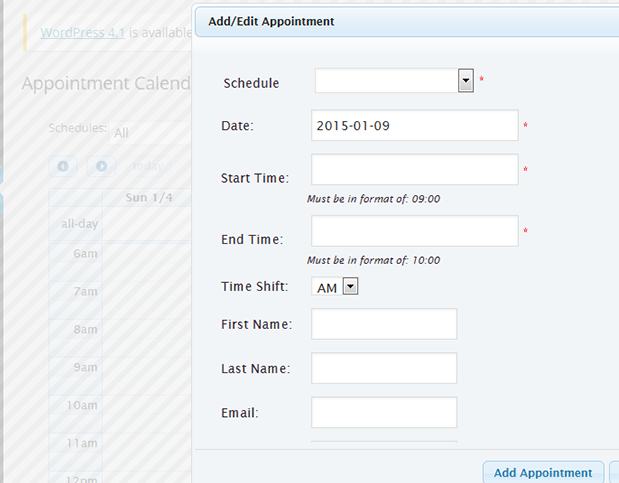 Add/Edit Appointment
WordPress 4.1 is available
Appointment Calend
Schedules: All
today
Sun 1/4
all-day
6am
7am
8am
9am
10am
11am
12pm
Schedule *
Date: 2015-01-09 *
Start Time: *
Must be in format of: 09:00
End Time: *
Must be in format of: 10:00
Time Shift: AM
First Name:
Last Name:
Email:
Add Appointment